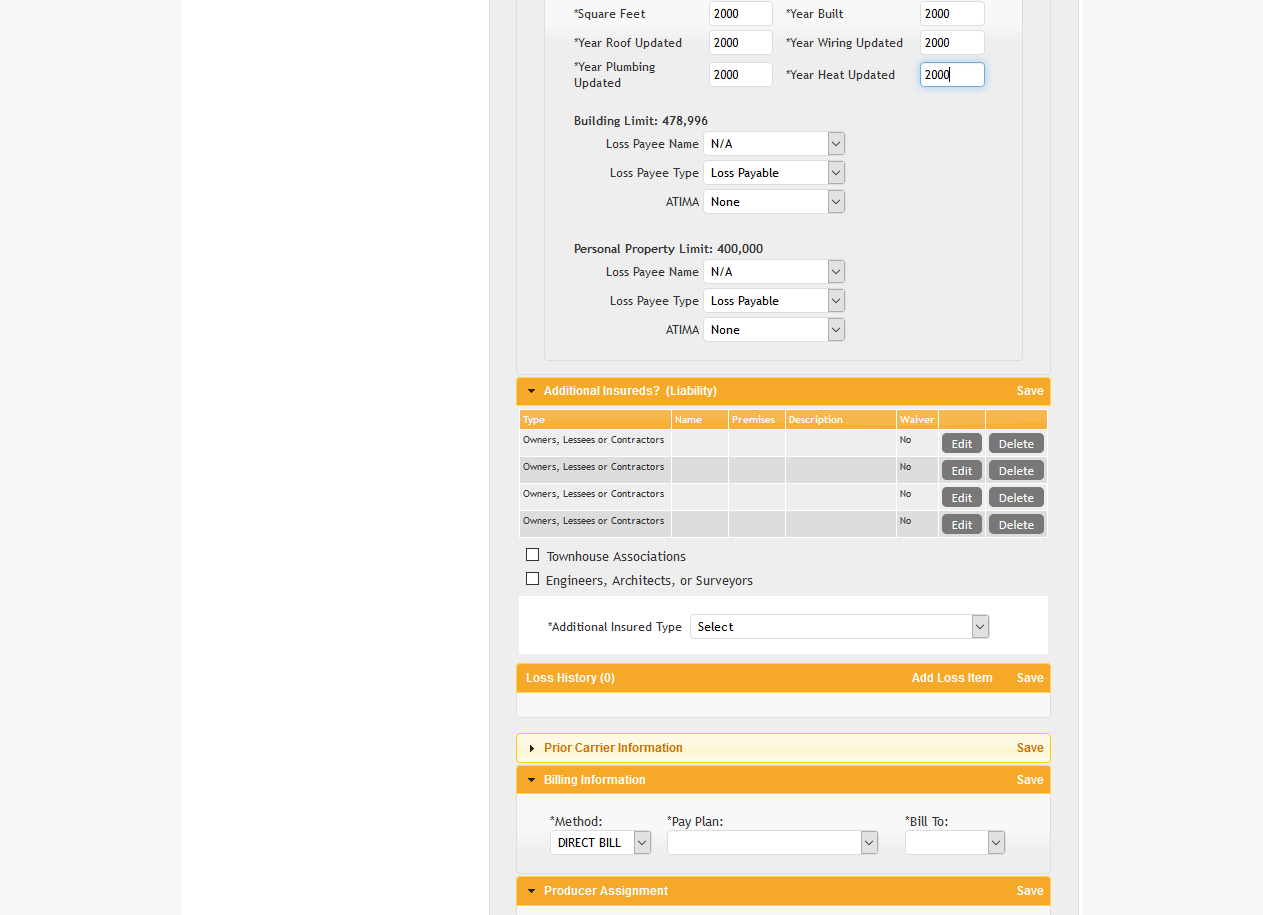 *Square Feet 2000 *Year Built 2000
*Year Roof Updated 2000 *Year Wiring Updated 2000
*Year Plumbing Updated 2000 *Year Heat Updated 2000
Building Limit: 478,996
Loss Payee Name N/A
Loss Payee Type Loss Payable
ATIMA None
Personal Property Limit: 400,000
Loss Payee Name N/A
Loss Payee Type Loss Payable
ATIMA None
Additional Insureds? (Liability) Save
Type Name Premises Description Waiver
Owners, Lessees or Contractors No Edit Delete
Owners, Lessees or Contractors No Edit Delete
Owners, Lessees or Contractors No Edit Delete
Owners, Lessees or Contractors No Edit Delete
Townhouse Associations
Engineers, Architects, or Surveyors
*Additional Insured Type Select
Loss History (0) Add Loss Item Save
Prior Carrier Information Save
Billing Information Save
*Method: *Pay Plan: *Bill To:
DIRECT BILL
Producer Assignment Save